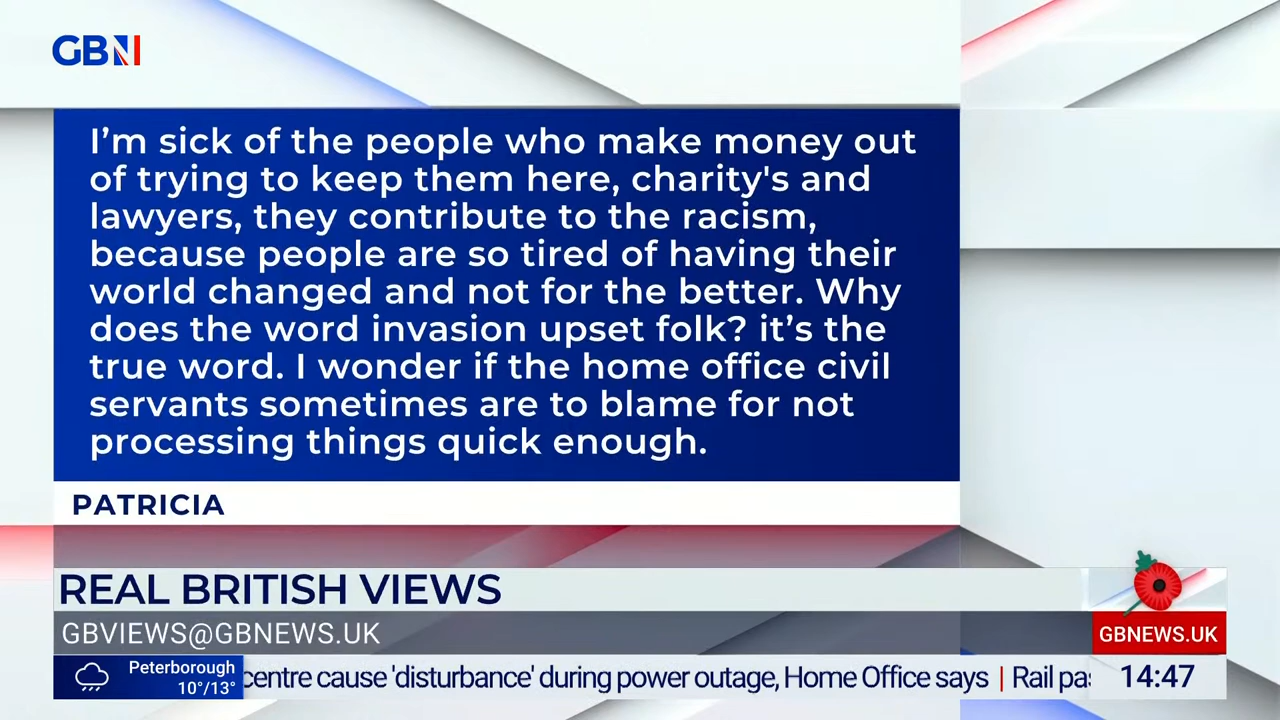 GBN
I'm sick of the people who make money out
of trying to keep them here, charity's and
lawyers, they contribute to the racism,
because people are so tired of having their
world changed and not for the better. Why
does the word invasion upset folk? it's the
true word. I wonder if the home office civil
servants sometimes are to blame for not
processing things quick enough.
PATRICIA
REAL BRITISH VIEWS
GBVIEWS@GBNEWS.UK
GBNEWS.UK
Peterborough
10°/13°
centre cause 'disturbance' during power outage, Home Office says | Rail
14:47